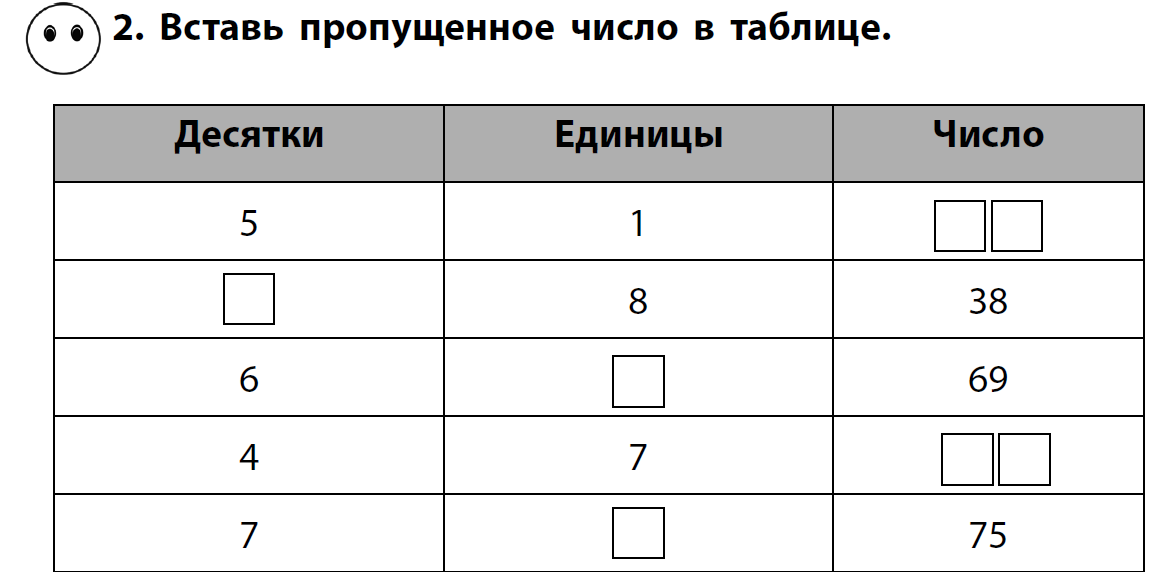 2. Вставь пропущенное число в таблице.
Десятки Единицы Число
5 1
8 38
6 69
4 7
7 75